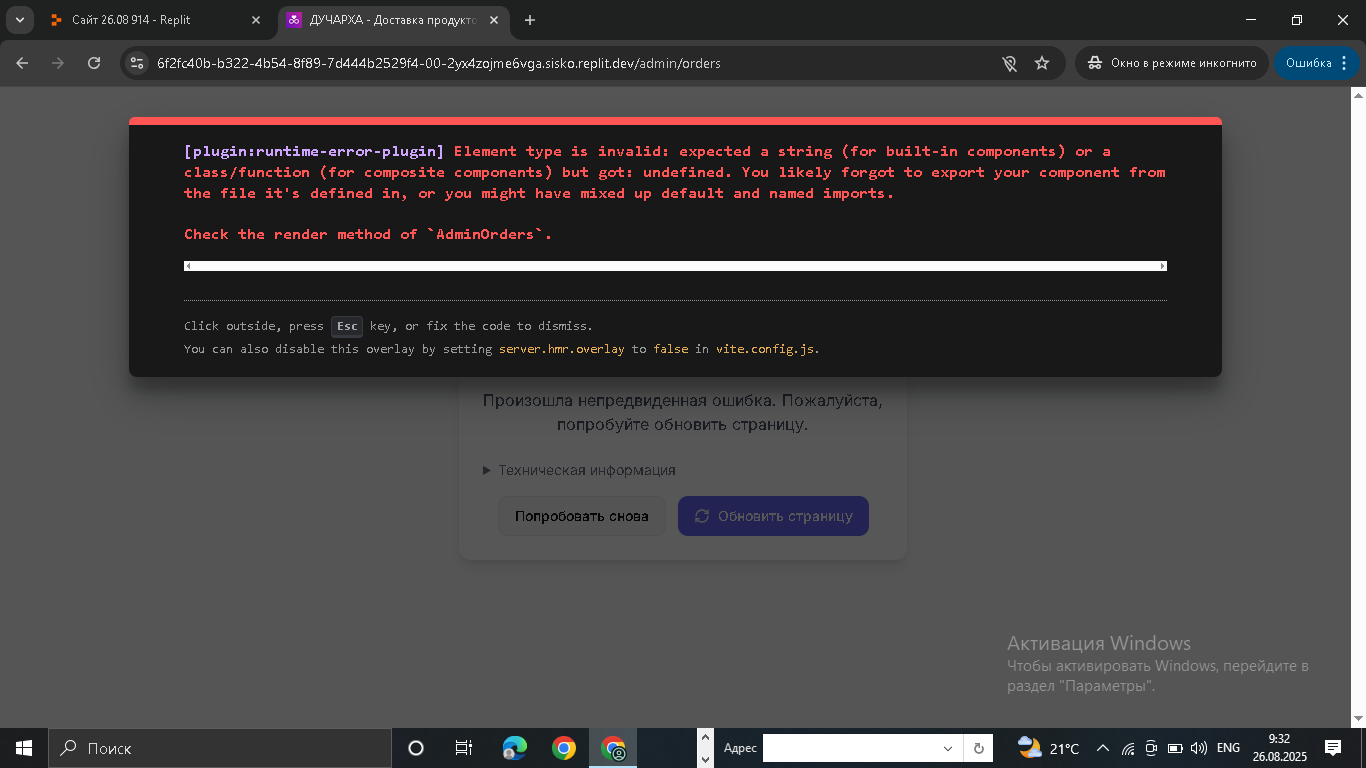 Сайт 26.08 914 - Replit
ДУЧАРХА - Доставка продукто
6f2fc40b-b322-4b54-8f89-7d444b2529f4-00-2yx4zojme6vga.sisko.replit.dev/admin/orders
Окно в режиме инкогнито
Ошибка
[plugin:runtime-error-plugin] Element type is invalid: expected a string (for built-in components) or a
class/function (for composite components) but got: undefined. You likely forgot to export your component from
the file it's defined in, or you might have mixed up default and named imports.
Check the render method of `AdminOrders`.
Click outside, press Esc key, or fix the code to dismiss.
You can also disable this overlay by setting server.hmr.overlay to false in vite.config.js.
Произошла непредвиденная ошибка. Пожалуйста,
попробуйте обновить страницу.
Техническая информация
Попробовать снова
Обновить страницу
Активация Windows
Чтобы активировать Windows, перейдите в
раздел "Параметры".
Поиск
Адрес
21°C
ENG
9:32
26.08.2025